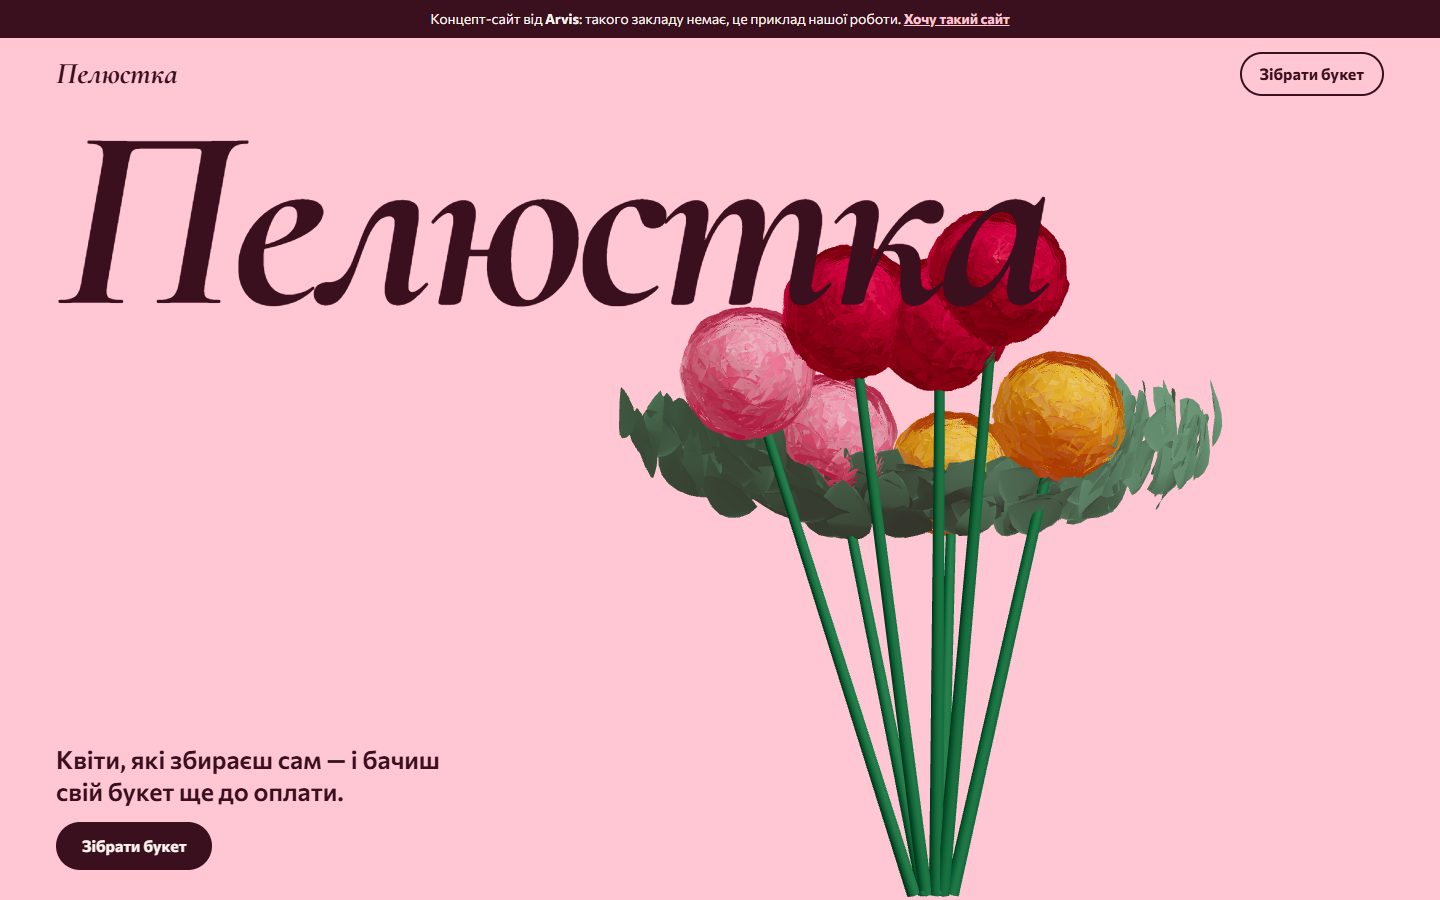 Концепт-сайт від Arvis: такого закладу немає, це приклад нашої роботи. Хочу такий сайт
Пелюстка
Зібрати букет
Пелюстка
Квіти, які збираєш сам — і бачиш
свій букет ще до оплати.
Зібрати букет